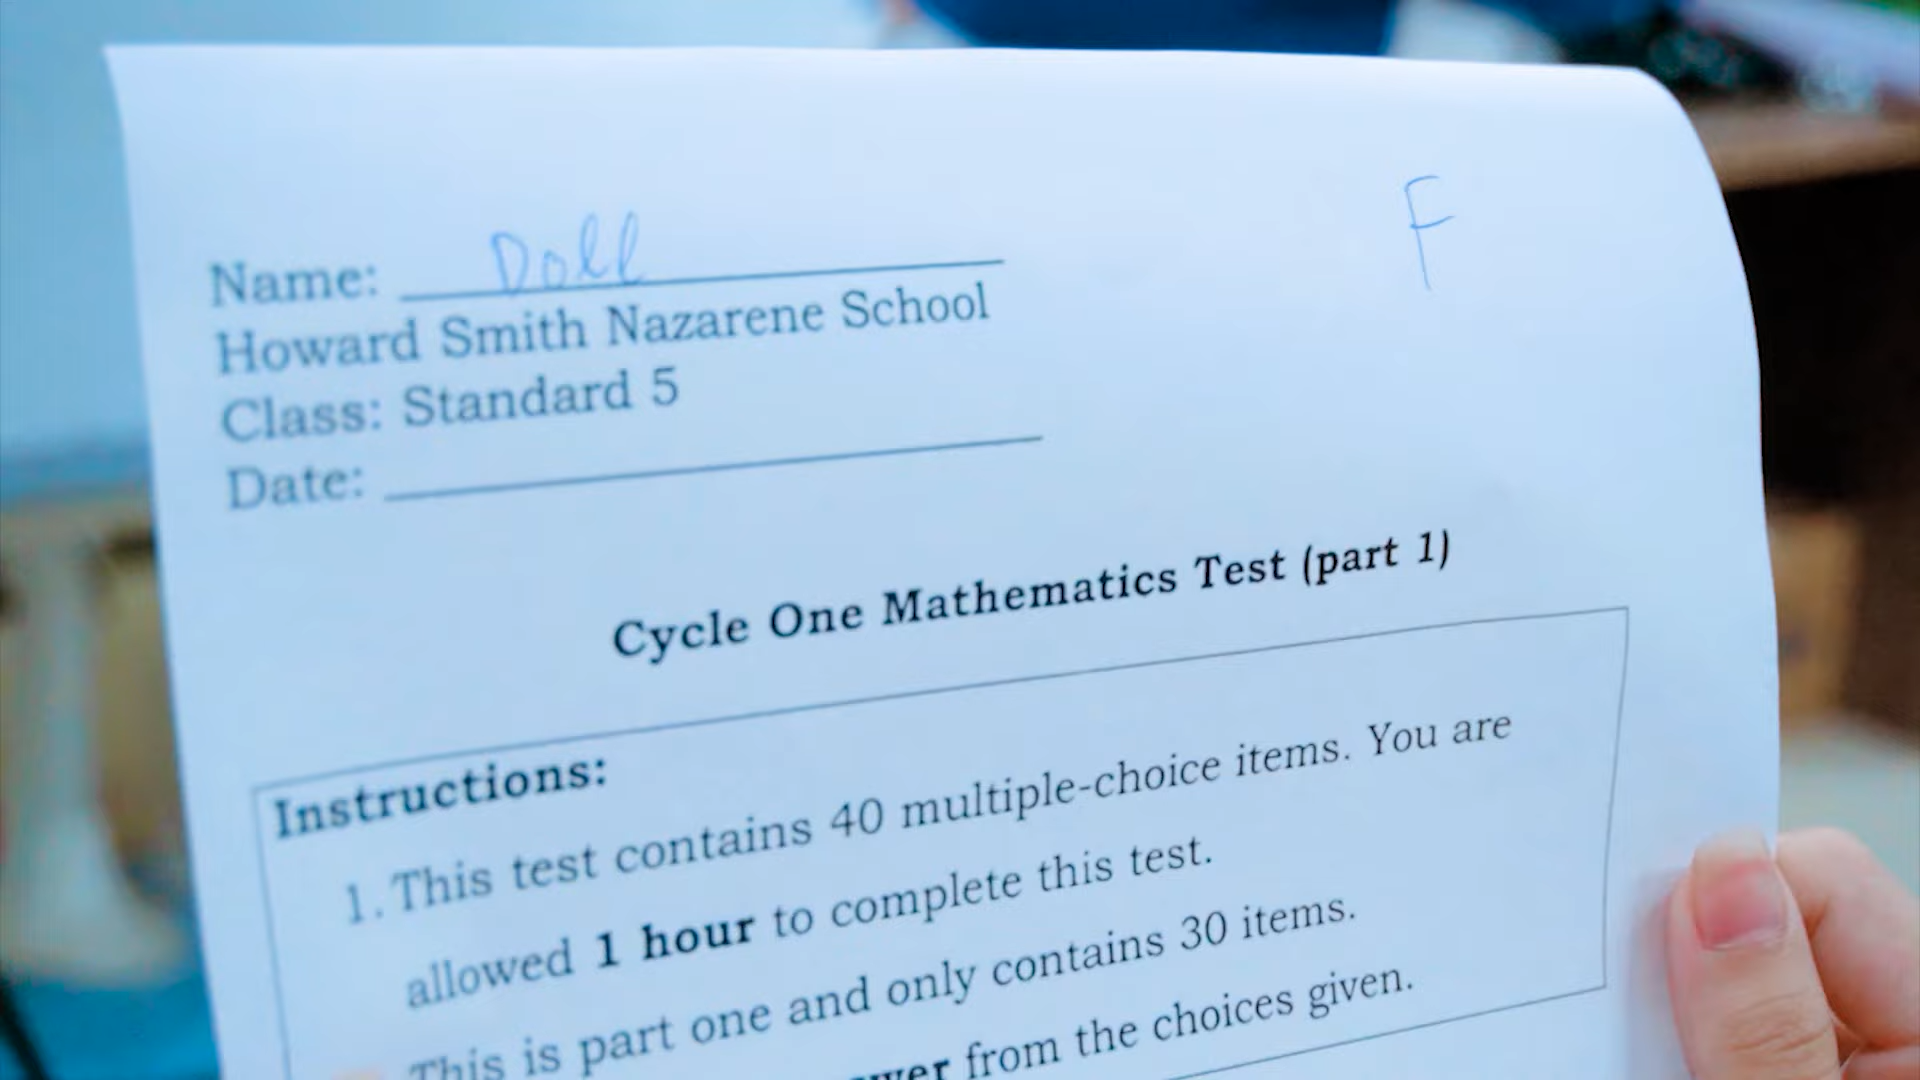 F
Name: Doll
Howard Smith Nazarene School
Class: Standard 5
Date:
Cycle One Mathematics Test (part 1)
Instructions:
1. This test contains 40 multiple-choice items. You are
allowed 1 hour to complete this test.
This is part one and only contains 30 items.
from the choices given.